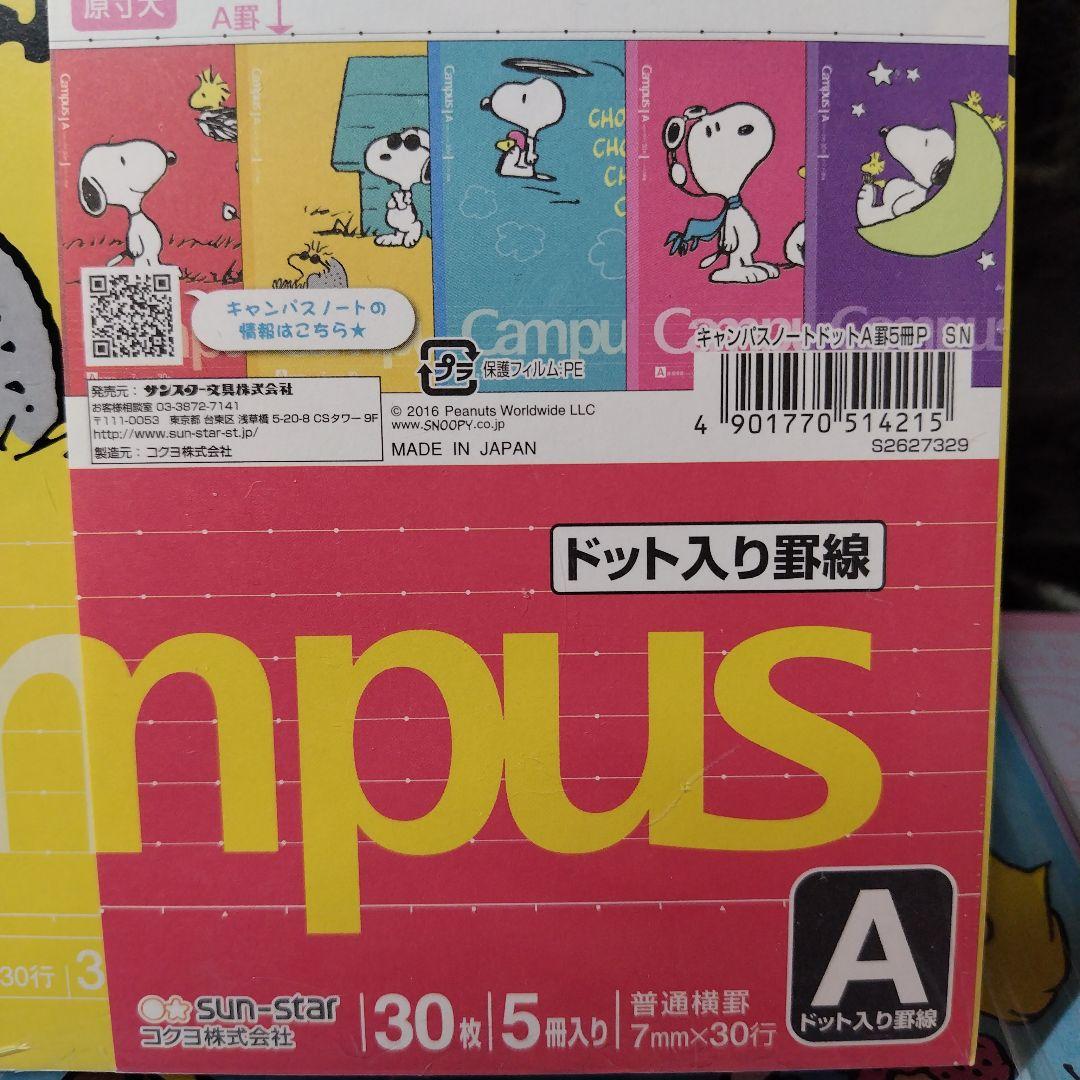 原寸大
A罫
Campus A
Campus A
Campus A
Campus A
Campus A
CHO
CHO
CH
C
キャンパスノートの
情報はこちら★
Campus
Campus
Campus
プラ
保護フィルム:PE
キャンパスノートドットA罫5冊P SN
4 901770 514215
S2627329
発売元：サンスター文具株式会社
お客様相談室 03-3872-7141
〒111-0053 東京都 台東区 浅草橋 5-20-8 CSタワー 9F
http://www.sun-star-st.jp/
製造元：コクヨ株式会社
© 2016 Peanuts Worldwide LLC
www.SNOOPY.co.jp
MADE IN JAPAN
ドット入り罫線
mpus
A
ドット入り罫線
30行 3
sun-star
コクヨ株式会社
30枚 5冊入り
普通横罫
7mm×30行